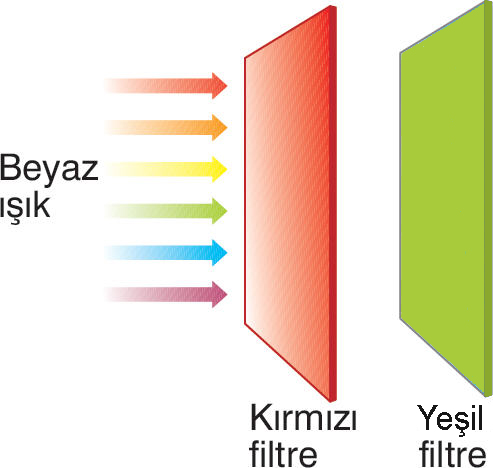 Beyaz
ışık
Kırmızı
filtre
Yeşil
filtre